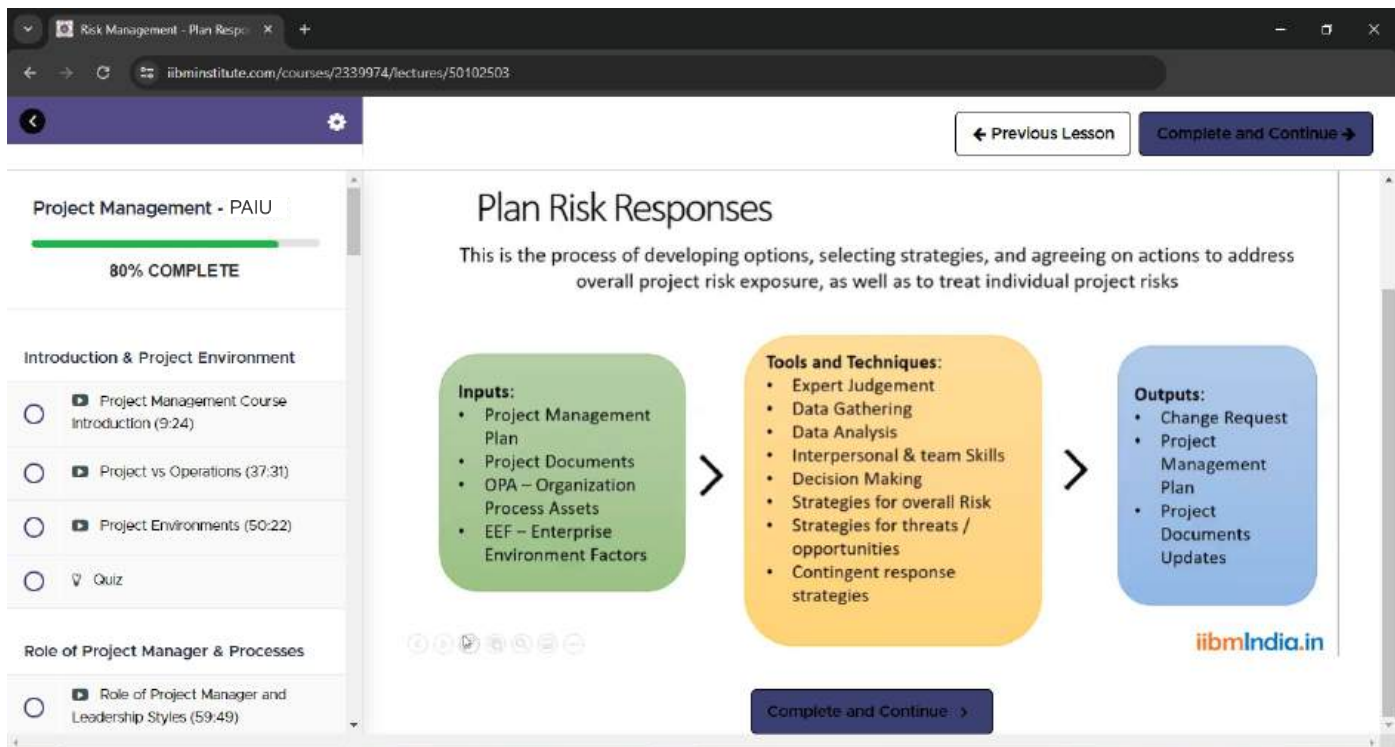 Risk Management - Plan Respo
iibminstitute.com/courses/2339974/lectures/50102503
← Previous Lesson
Complete and Continue →
Project Management - PAIU
80% COMPLETE
Introduction & Project Environment
Project Management Course
Introduction (9:24)
Project vs Operations (37:31)
Project Environments (50:22)
Quiz
Role of Project Manager & Processes
Role of Project Manager and
Leadership Styles (59:49)
Plan Risk Responses
This is the process of developing options, selecting strategies, and agreeing on actions to address
overall project risk exposure, as well as to treat individual project risks
Inputs:
• Project Management
Plan
• Project Documents
• OPA – Organization
Process Assets
• EEF – Enterprise
Environment Factors
Tools and Techniques:
• Expert Judgement
• Data Gathering
• Data Analysis
• Interpersonal & team Skills
• Decision Making
• Strategies for overall Risk
• Strategies for threats /
opportunities
• Contingent response
strategies
Outputs:
• Change Request
• Project
Management
Plan
• Project
Documents
Updates
iibmIndia.in
Complete and Continue >